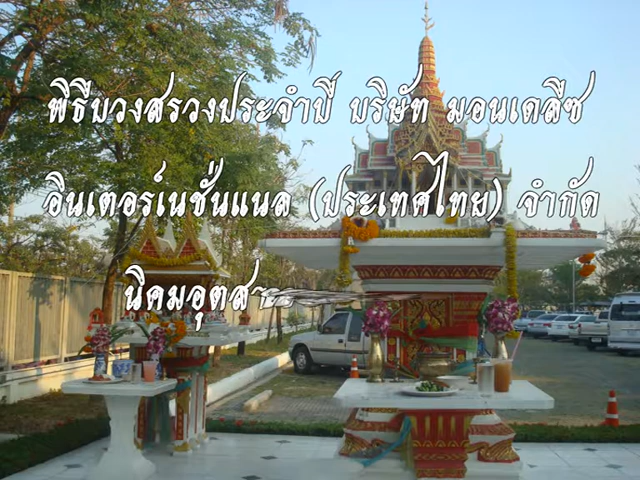 พิธีบวงสรวงประจำปี บริษัท มอนเดลีซ
อินเตอร์เนชั่นแนล (ประเทศไทย) จำกัด
นิคมอุตส